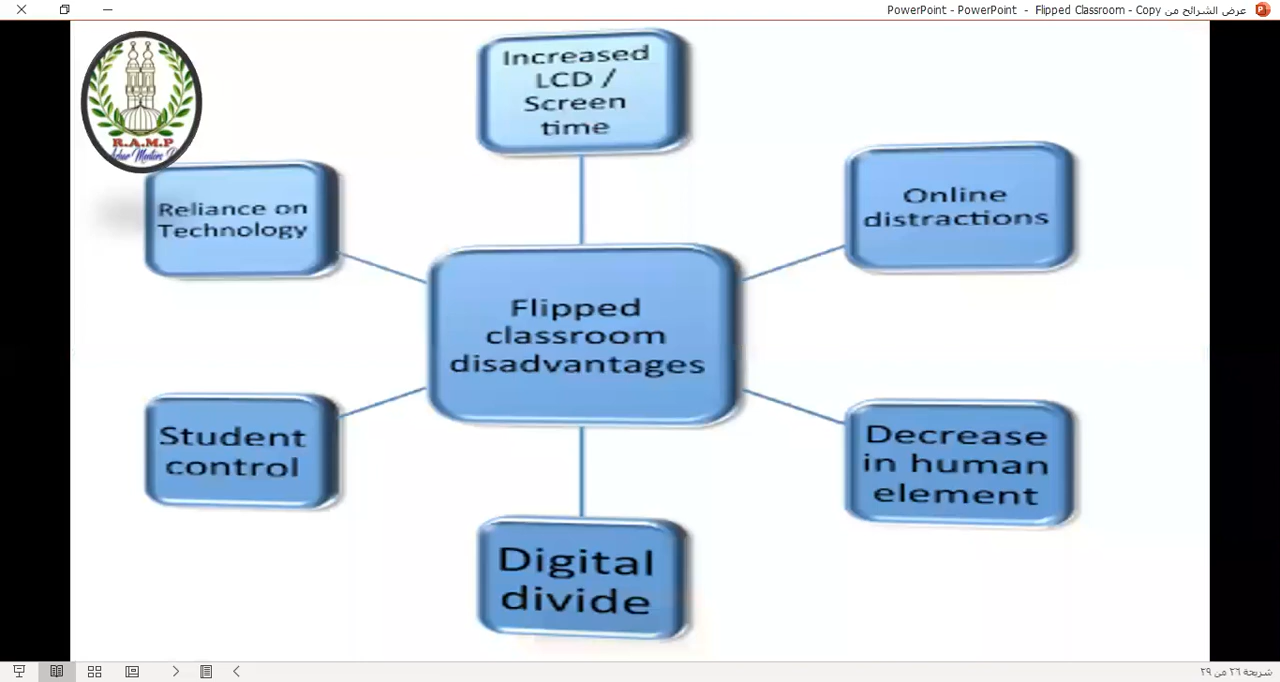 عرض الشرائح من PowerPoint - PowerPoint - Flipped Classroom - Copy
R.A.M.P
Increased
LCD /
Screen
time
Reliance on
Technology
Online
distractions
Flipped
classroom
disadvantages
Student
control
Decrease
in human
element
Digital
divide
شريحة ٢٦ من ٢٩